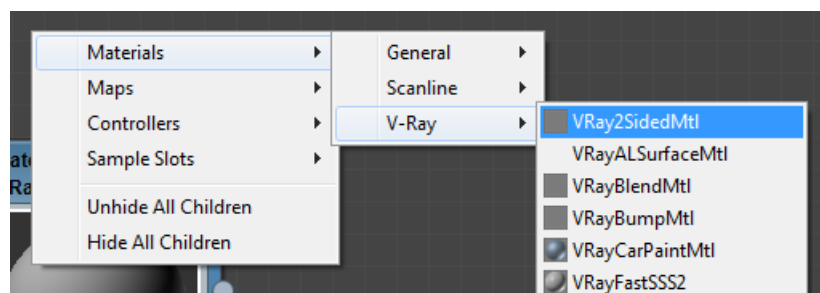 Materials
Maps
Controllers
Sample Slots
Unhide All Children
Hide All Children
General
Scanline
V-Ray
VRay2SidedMtl
VRayALSurfaceMtl
VRayBlendMtl
VRayBumpMtl
VRayCarPaintMtl
VRayFastSSS2